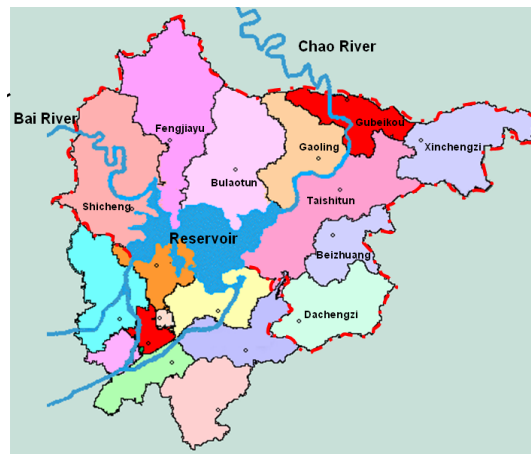 Chao River
Bai River
Fengjiayu
Gubeikou
Gaoling
Xinchengzi
Bulaotun
Taishitun
Shicheng
Reservoir
Beizhuang
Dachengzi